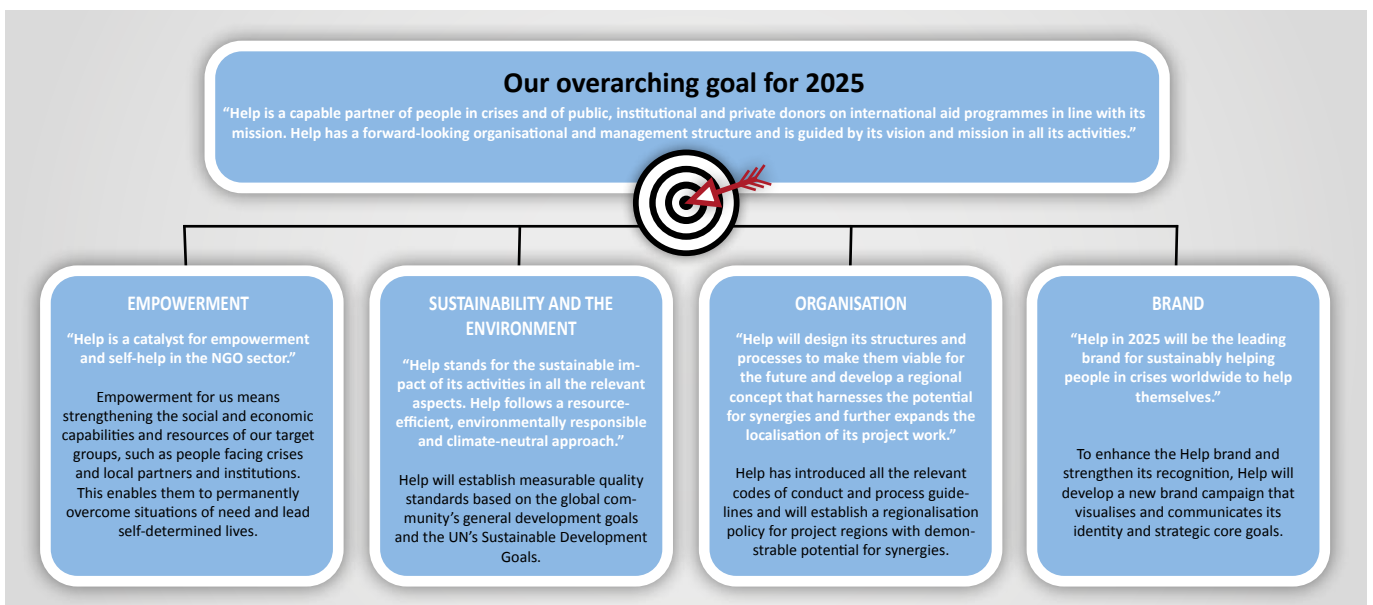 Our overarching goal for 2025
“Help is a capable partner of people in crises and of public, institutional and private donors on international aid programmes in line with its
mission. Help has a forward-looking organisational and management structure and is guided by its vision and mission in all its activities.”
EMPOWERMENT
“Help is a catalyst for empowerment
and self-help in the NGO sector.”
Empowerment for us means
strengthening the social and economic
capabilities and resources of our target
groups, such as people facing crises
and local partners and institutions.
This enables them to permanently
overcome situations of need and lead
self-determined lives.
SUSTAINABILITY AND THE
ENVIRONMENT
“Help stands for the sustainable im-
pact of its activities in all the relevant
aspects. Help follows a resource-
efficient, environmentally responsible
and climate-neutral approach.”
Help will establish measurable quality
standards based on the global com-
munity’s general development goals
and the UN’s Sustainable Development
Goals.
ORGANISATION
“Help will design its structures and
processes to make them viable for
the future and develop a regional
concept that harnesses the potential
for synergies and further expands the
localisation of its project work.”
Help has introduced all the relevant
codes of conduct and process guide-
lines and will establish a regionalisation
policy for project regions with demon-
strable potential for synergies.
BRAND
“Help in 2025 will be the leading
brand for sustainably helping
people in crises worldwide to help
themselves.”
To enhance the Help brand and
strengthen its recognition, Help will
develop a new brand campaign that
visualises and communicates its
identity and strategic core goals.